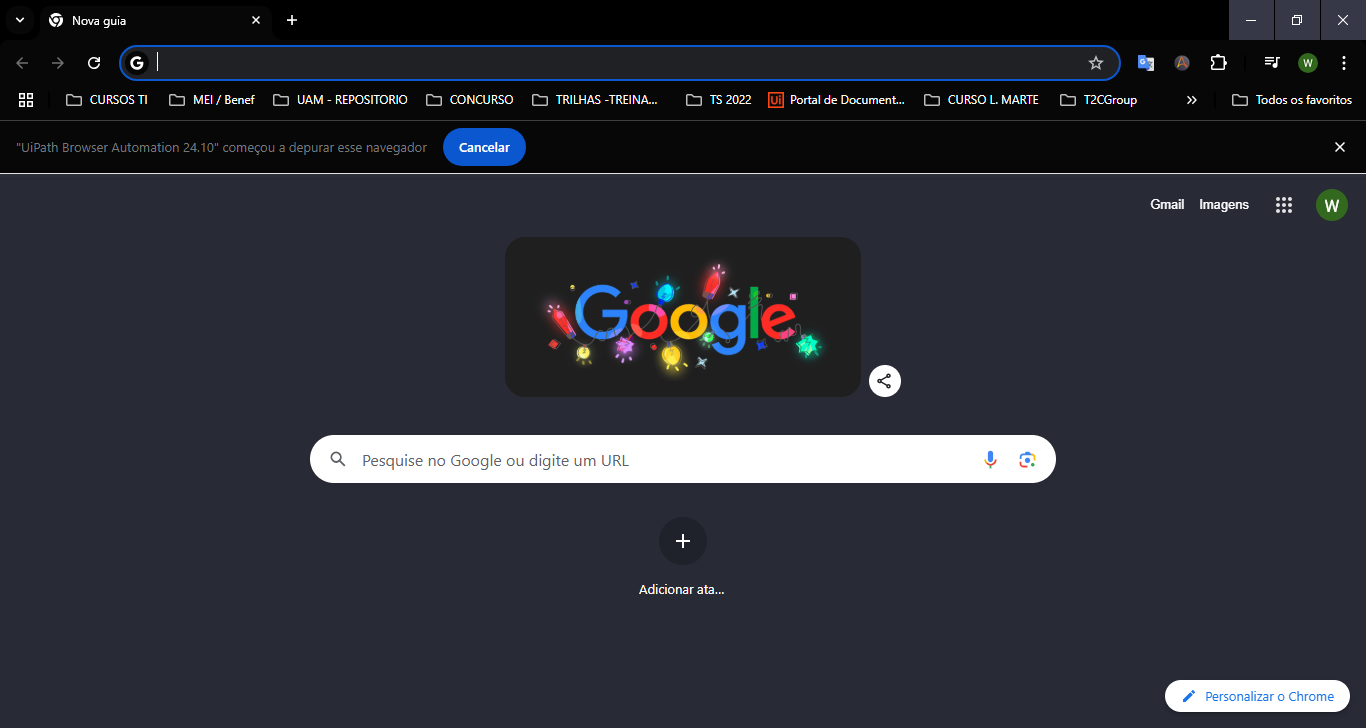 Nova guia
CURSOS TI MEI / Benef UAM - REPOSITORIO CONCURSO TRILHAS -TREINA... TS 2022 Ui Portal de Document... CURSO L. MARTE T2CGroup Todos os favoritos
"UiPath Browser Automation 24.10" começou a depurar esse navegador Cancelar
Gmail Imagens W
Google
Pesquise no Google ou digite um URL
Adicionar ata...
Personalizar o Chrome